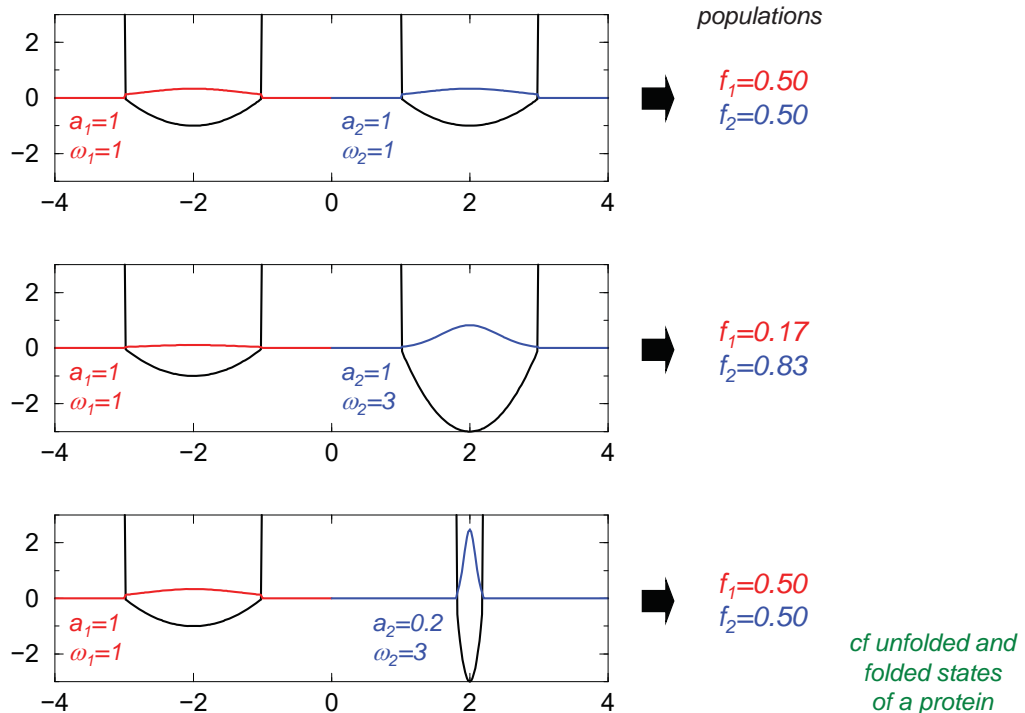 populations
2
0
−2
a1=1
ω1=1
a2=1
ω2=1
−4 −2 0 2 4
f1=0.50
f2=0.50
2
0
−2
a1=1
ω1=1
a2=1
ω2=3
−4 −2 0 2 4
f1=0.17
f2=0.83
2
0
−2
a1=1
ω1=1
a2=0.2
ω2=3
−4 −2 0 2 4
f1=0.50
f2=0.50
cf unfolded and
folded states
of a protein